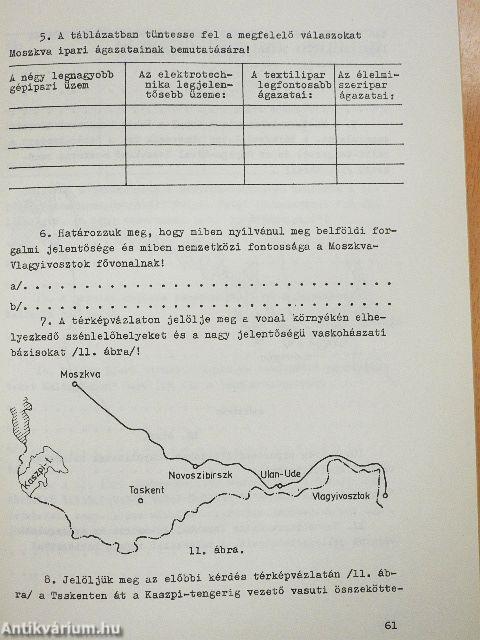 5. A táblázatban tüntesse fel a megfelelő válaszokat
Moszkva ipari ágazatainak bemutatására!
A négy legnagyobb
gépipari üzem
Az elektrotech-
nika legjelen-
tősebb üzeme:
A textilipar
legfontosabb
ágazatai:
Az élelmi-
szeripar
ágazatai:
6. Határozzuk meg, hogy miben nyilvánul meg belföldi for-
galmi jelentősége és miben nemzetközi fontossága a Moszkva-
Vlagyivosztok fővonalnak!
a/. . . . . . . . . . . . . . . . . . . . . . . . . . . . . . .
b/. . . . . . . . . . . . . . . . . . . . . . . . . . . . . . .
7. A térképvázlaton jelölje meg a vonal környékén elhe-
lyezkedő szénlelőhelyeket és a nagy jelentőségü vaskohászati
bázisokat /11. ábra/!
Moszkva
Kaszpi-t.
Novoszibirszk
Ulan-Ude
Taskent
Vlagyivosztok
11. ábra.
8. Jelöljük meg az előbbi kérdés térképvázlatán /11. áb-
ra/ a Taskenten át a Kaszpi-tengerig vezető vasuti összekötte-
61
Antikvárium.hu